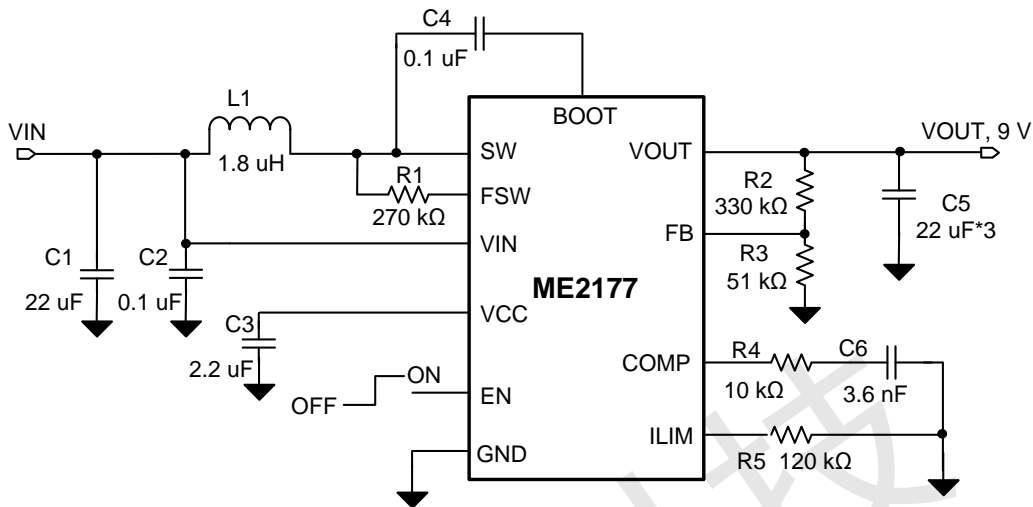 C4
0.1 uF
BOOT
L1
VIN
1.8 uH
SW
VOUT
VOUT, 9 V
R1
270 kΩ
FSW
R2
330 kΩ
C5
22 uF*3
VIN
FB
C1
22 uF
C2
0.1 uF
R3
51 kΩ
ME2177
C3
2.2 uF
VCC
COMP
R4
10 kΩ
C6
3.6 nF
OFF
ON
EN
ILIM
R5 120 kΩ
GND
技